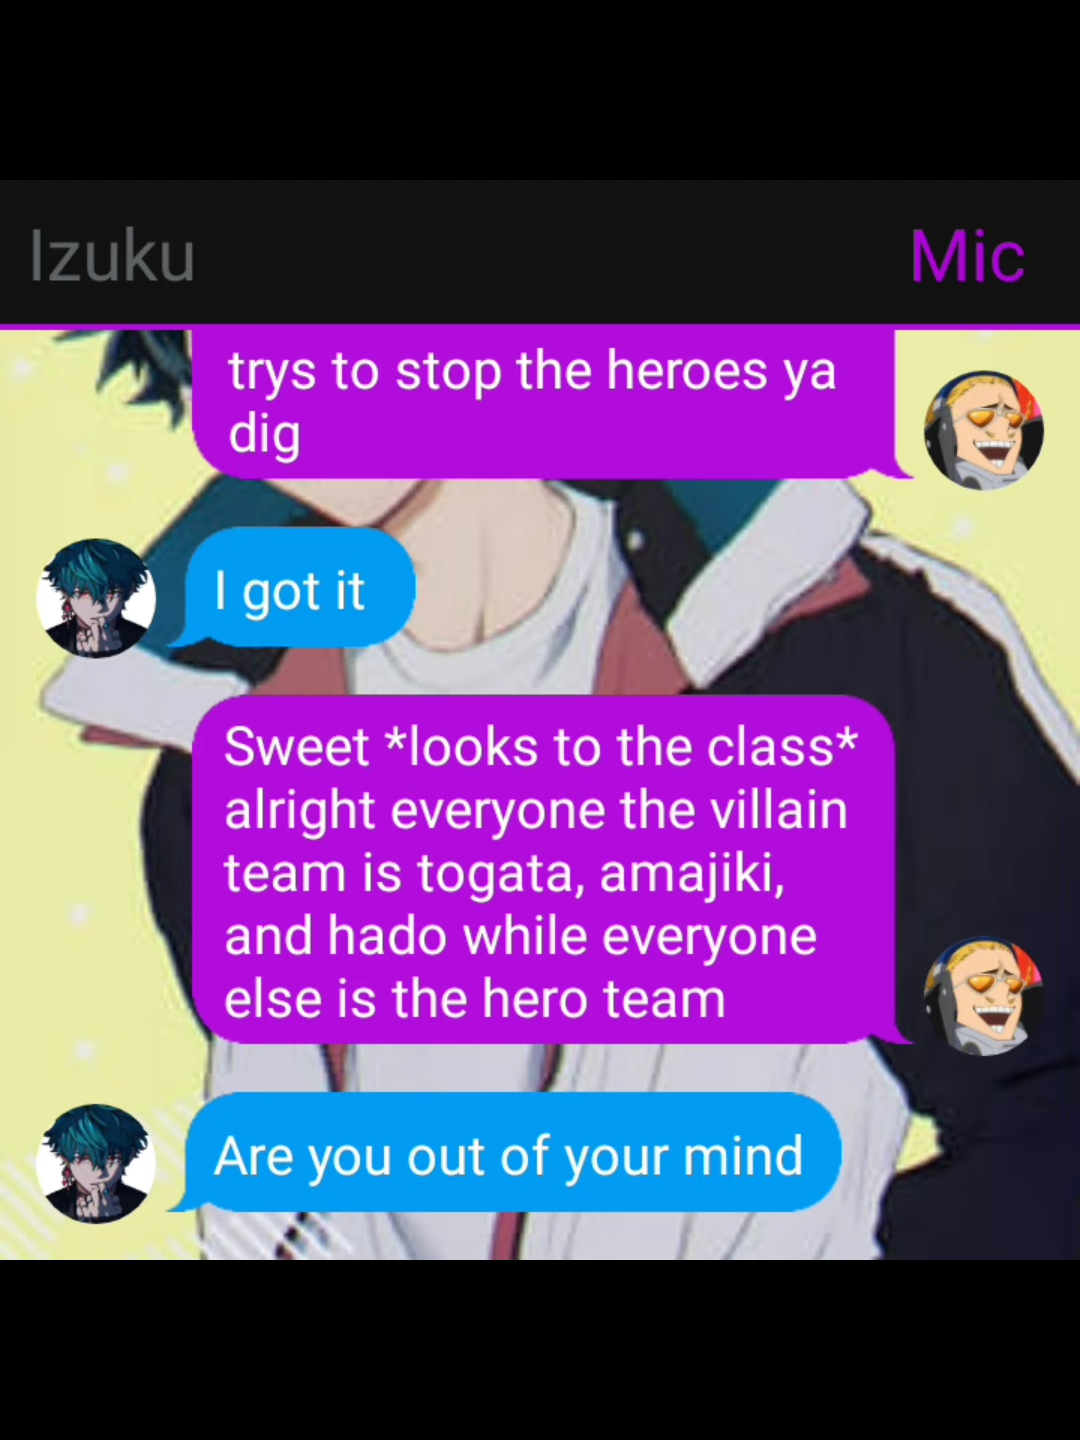 Izuku
Mic
trys to stop the heroes ya
dig
I got it
Sweet *looks to the class*
alright everyone the villain
team is togata, amajiki,
and hado while everyone
else is the hero team
Are you out of your mind